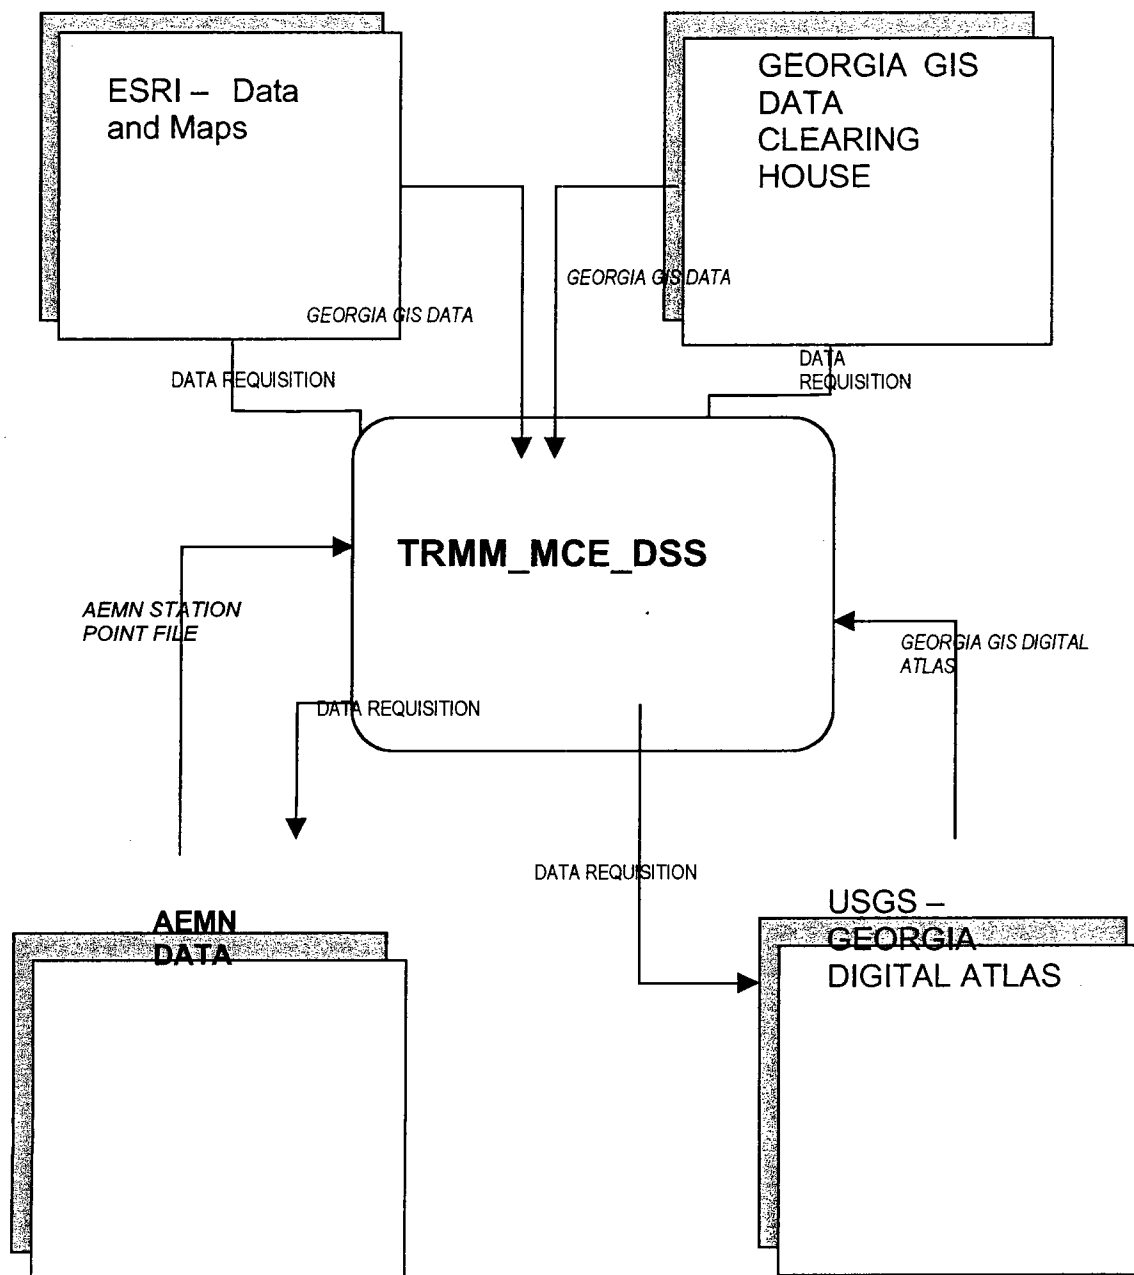 ESRI – Data
and Maps
GEORGIA GIS
DATA
CLEARING
HOUSE
GEORGIA GIS DATA
GEORGIA GIS DATA
DATA REQUISITION
DATA
REQUISITION
TRMM_MCE_DSS
AEMN STATION
POINT FILE
GEORGIA GIS DIGITAL
ATLAS
DATA REQUISITION
DATA REQUISITION
AEMN
DATA
USGS –
GEORGIA
DIGITAL ATLAS